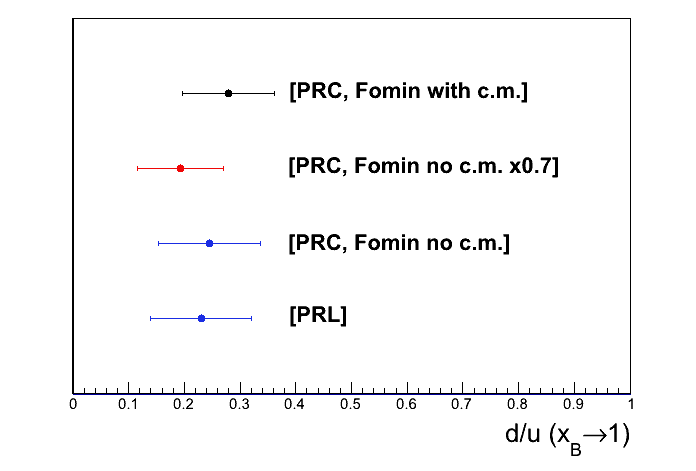 [PRC, Fomin with c.m.]
[PRC, Fomin no c.m. x0.7]
[PRC, Fomin no c.m.]
[PRL]
0 0.1 0.2 0.3 0.4 0.5 0.6 0.7 0.8 0.9 1
d/u (x_B→1)